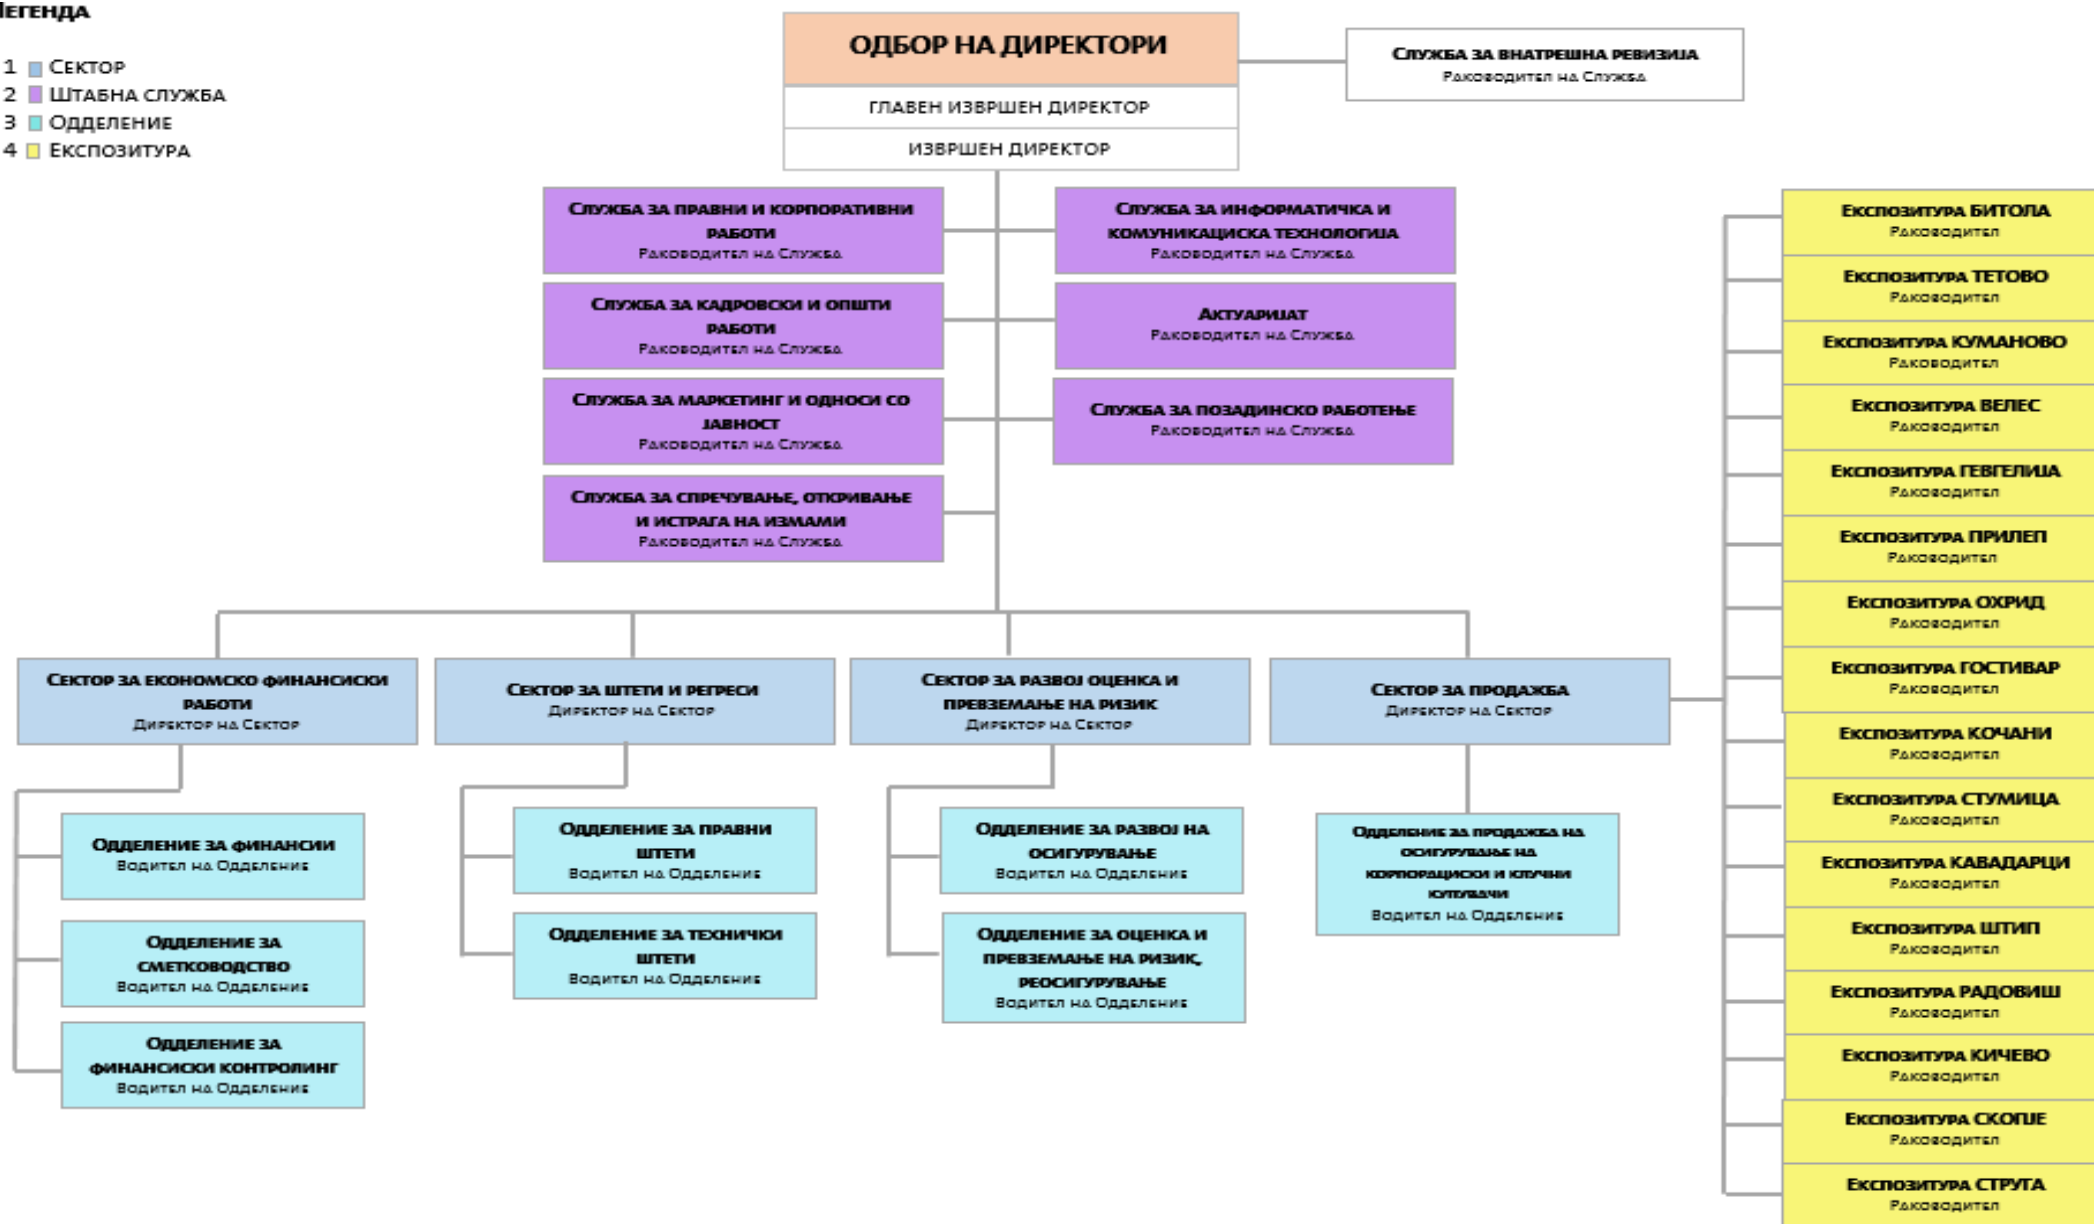 ЛЕГЕНДА
1 СЕКТОР
2 ШТАБНА СЛУЖБА
3 ОДДЕЛЕНИЕ
4 ЕКСПОЗИТУРА
ОДБОР НА ДИРЕКТОРИ
ГЛАВЕН ИЗВРШЕН ДИРЕКТОР
ИЗВРШЕН ДИРЕКТОР
СЛУЖБА ЗА ВНАТРЕШНА РЕВИЗИЈА
РАКОВОДИТЕЛ НА СЛУЖБА
СЛУЖБА ЗА ПРАВНИ И КОРПОРАТИВНИ
РАБОТИ
РАКОВОДИТЕЛ НА СЛУЖБА
СЛУЖБА ЗА ИНФОРМАТИЧКА И
КОМУНИКАЦИСКА ТЕХНОЛОГИЈА
РАКОВОДИТЕЛ НА СЛУЖБА
СЛУЖБА ЗА КАДРОВСКИ И ОПШТИ
РАБОТИ
РАКОВОДИТЕЛ НА СЛУЖБА
АКТУАРИЈАТ
РАКОВОДИТЕЛ НА СЛУЖБА
СЛУЖБА ЗА МАРКЕТИНГ И ОДНОСИ СО
ЈАВНОСТ
РАКОВОДИТЕЛ НА СЛУЖБА
СЛУЖБА ЗА ПОЗАДИНСКО РАБОТЕЊЕ
РАКОВОДИТЕЛ НА СЛУЖБА
СЛУЖБА ЗА СПРЕЧУВАЊЕ, ОТКРИВАЊЕ
И ИСТРАГА НА ИЗМАМИ
РАКОВОДИТЕЛ НА СЛУЖБА
СЕКТОР ЗА ЕКОНОМСКО ФИНАНСИСКИ
РАБОТИ
ДИРЕКТОР НА СЕКТОР
ОДДЕЛЕНИЕ ЗА ФИНАНСИИ
ВОДИТЕЛ НА ОДДЕЛЕНИЕ
ОДДЕЛЕНИЕ ЗА
СМЕТКОВОДСТВО
ВОДИТЕЛ НА ОДДЕЛЕНИЕ
ОДДЕЛЕНИЕ ЗА
ФИНАНСИСКИ КОНТРОЛИНГ
ВОДИТЕЛ НА ОДДЕЛЕНИЕ
СЕКТОР ЗА ШТЕТИ И РЕГРЕСИ
ДИРЕКТОР НА СЕКТОР
ОДДЕЛЕНИЕ ЗА ПРАВНИ
ШТЕТИ
ВОДИТЕЛ НА ОДДЕЛЕНИЕ
ОДДЕЛЕНИЕ ЗА ТЕХНИЧКИ
ШТЕТИ
ВОДИТЕЛ НА ОДДЕЛЕНИЕ
СЕКТОР ЗА РАЗВОЈ ОЦЕНКА И
ПРЕВЗЕМАЊЕ НА РИЗИК
ДИРЕКТОР НА СЕКТОР
ОДДЕЛЕНИЕ ЗА РАЗВОЈ НА
ОСИГУРУВАЊЕ
ВОДИТЕЛ НА ОДДЕЛЕНИЕ
ОДДЕЛЕНИЕ ЗА ОЦЕНКА И
ПРЕВЗЕМАЊЕ НА РИЗИК,
РЕОСИГУРУВАЊЕ
ВОДИТЕЛ НА ОДДЕЛЕНИЕ
СЕКТОР ЗА ПРОДАЖБА
ДИРЕКТОР НА СЕКТОР
ОДДЕЛЕНИЕ ЗА ПРОДАЖБА НА
ОСИГУРУВАЊЕ НА
КОРПОРАЦИСКИ И КЛУЧНИ
КУПУВАЧИ
ВОДИТЕЛ НА ОДДЕЛЕНИЕ
ЕКСПОЗИТУРА БИТОЛА
РАКОВОДИТЕЛ
ЕКСПОЗИТУРА ТЕТОВО
РАКОВОДИТЕЛ
ЕКСПОЗИТУРА КУМАНОВО
РАКОВОДИТЕЛ
ЕКСПОЗИТУРА ВЕЛЕС
РАКОВОДИТЕЛ
ЕКСПОЗИТУРА ГЕВГЕЛИЈА
РАКОВОДИТЕЛ
ЕКСПОЗИТУРА ПРИЛЕП
РАКОВОДИТЕЛ
ЕКСПОЗИТУРА ОХРИД
РАКОВОДИТЕЛ
ЕКСПОЗИТУРА ГОСТИВАР
РАКОВОДИТЕЛ
ЕКСПОЗИТУРА КОЧАНИ
РАКОВОДИТЕЛ
ЕКСПОЗИТУРА СТУМИЦА
РАКОВОДИТЕЛ
ЕКСПОЗИТУРА КАВАДАРЦИ
РАКОВОДИТЕЛ
ЕКСПОЗИТУРА ШТИП
РАКОВОДИТЕЛ
ЕКСПОЗИТУРА РАДОВИШ
РАКОВОДИТЕЛ
ЕКСПОЗИТУРА КИЧЕВО
РАКОВОДИТЕЛ
ЕКСПОЗИТУРА СКОПЈЕ
РАКОВОДИТЕЛ
ЕКСПОЗИТУРА СТРУГА
РАКОВОДИТЕЛ